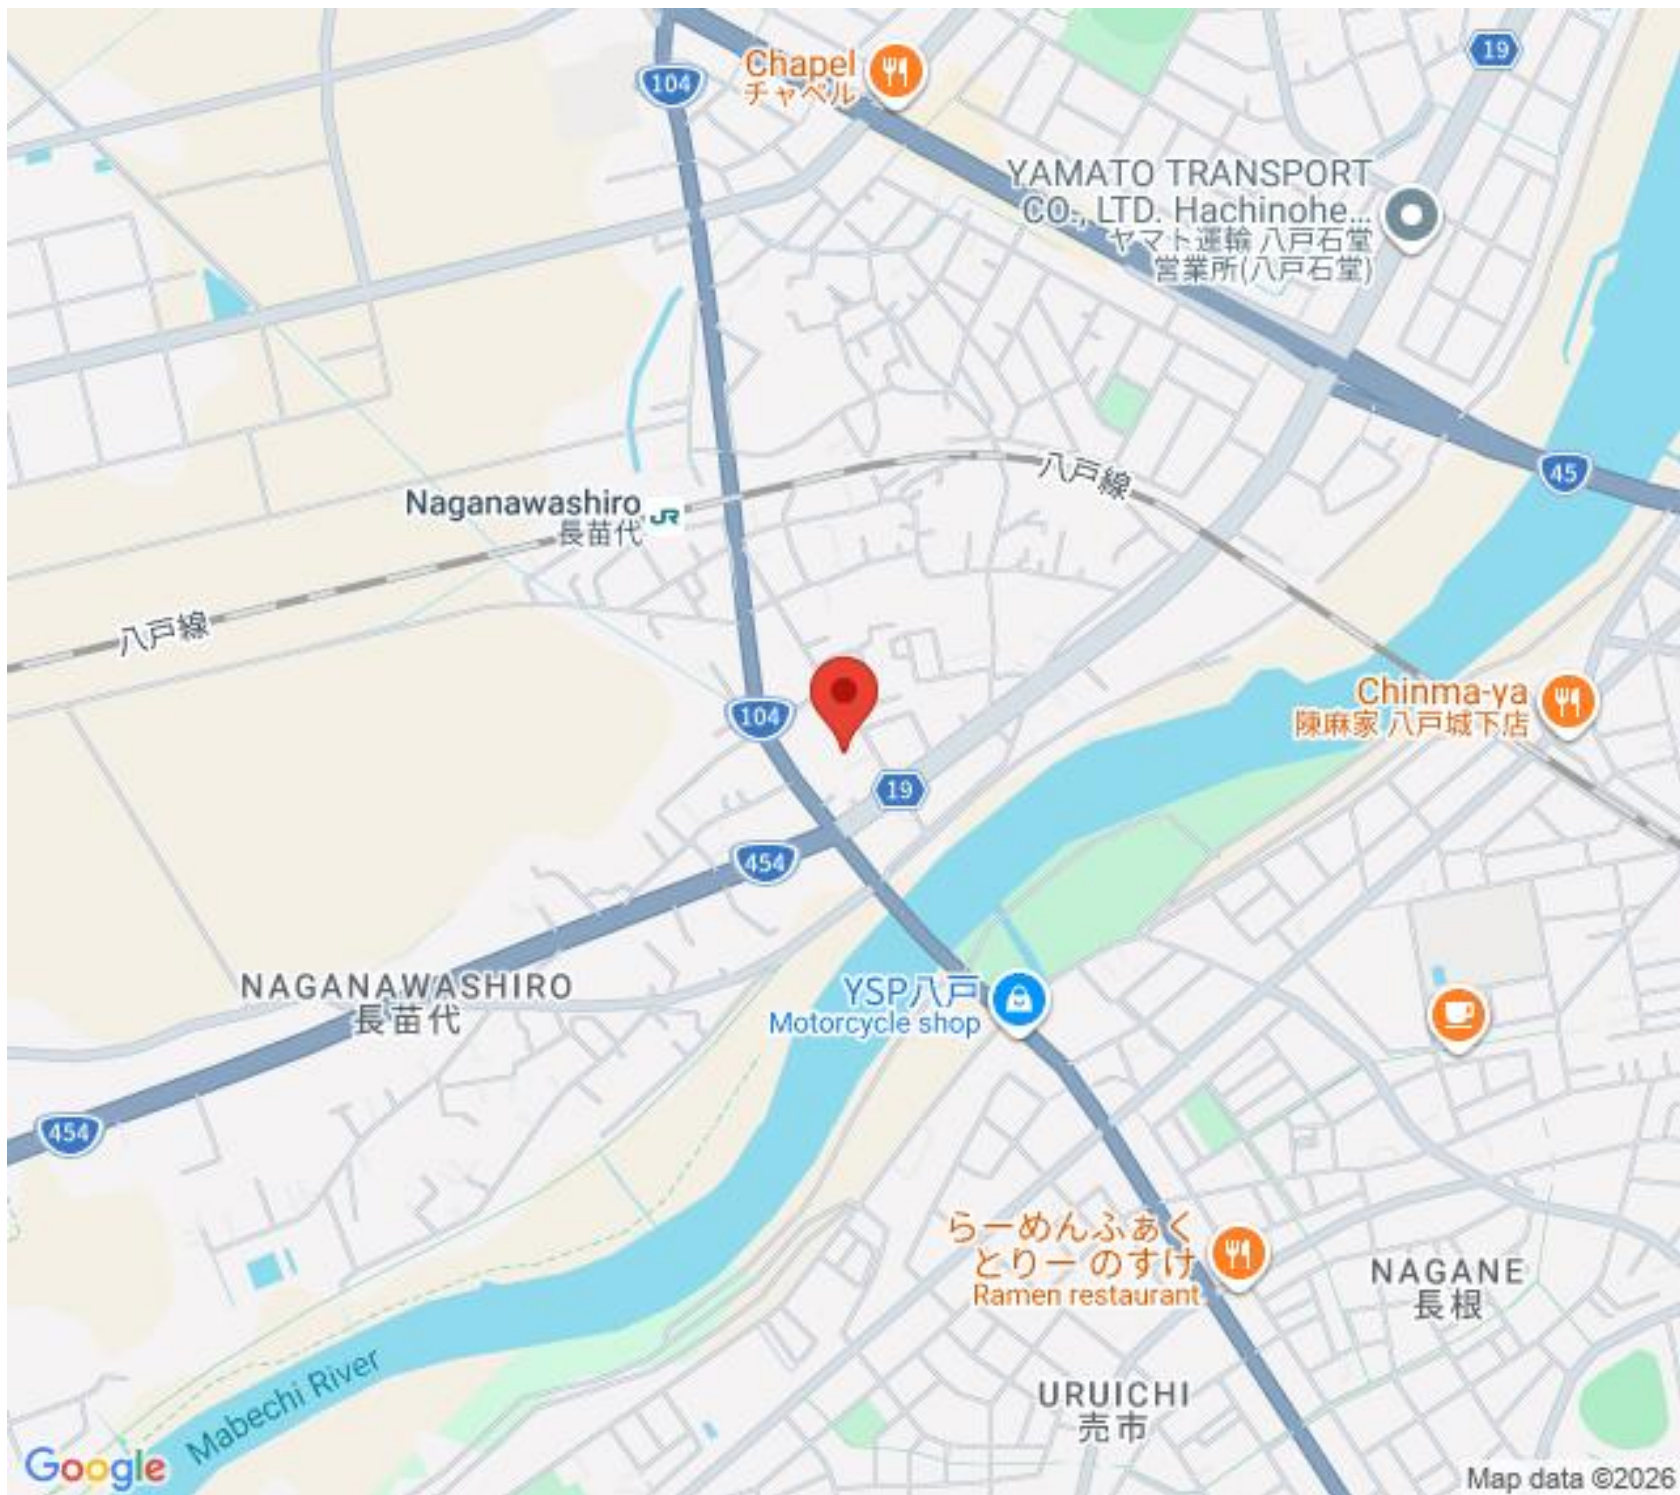 104
Chapel
チャペル
19
YAMATO TRANSPORT
CO., LTD. Hachinohe...
ヤマト運輸 八戸石堂
営業所(八戸石堂)
八戸線
45
Naganawashiro
長苗代
JR
八戸線
Chinma-ya
陳麻家 八戸城下店
104
19
454
NAGANAWASHIRO
長苗代
YSP八戸
Motorcycle shop
454
らーめんふぁく
とりー のすけ
Ramen restaurant
NAGANE
長根
URUICHI
売市
Mabechi River
Google
Map data ©2026